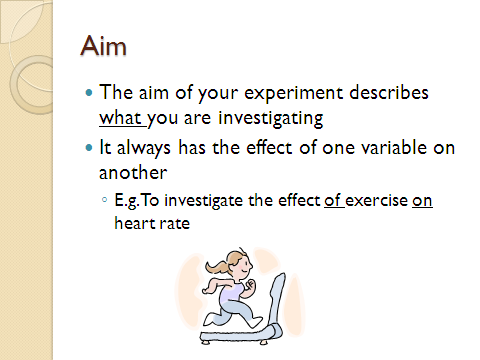 Aim
The aim of your experiment describes
what you are investigating
It always has the effect of one variable on
another
E.g.To investigate the effect of exercise on
heart rate